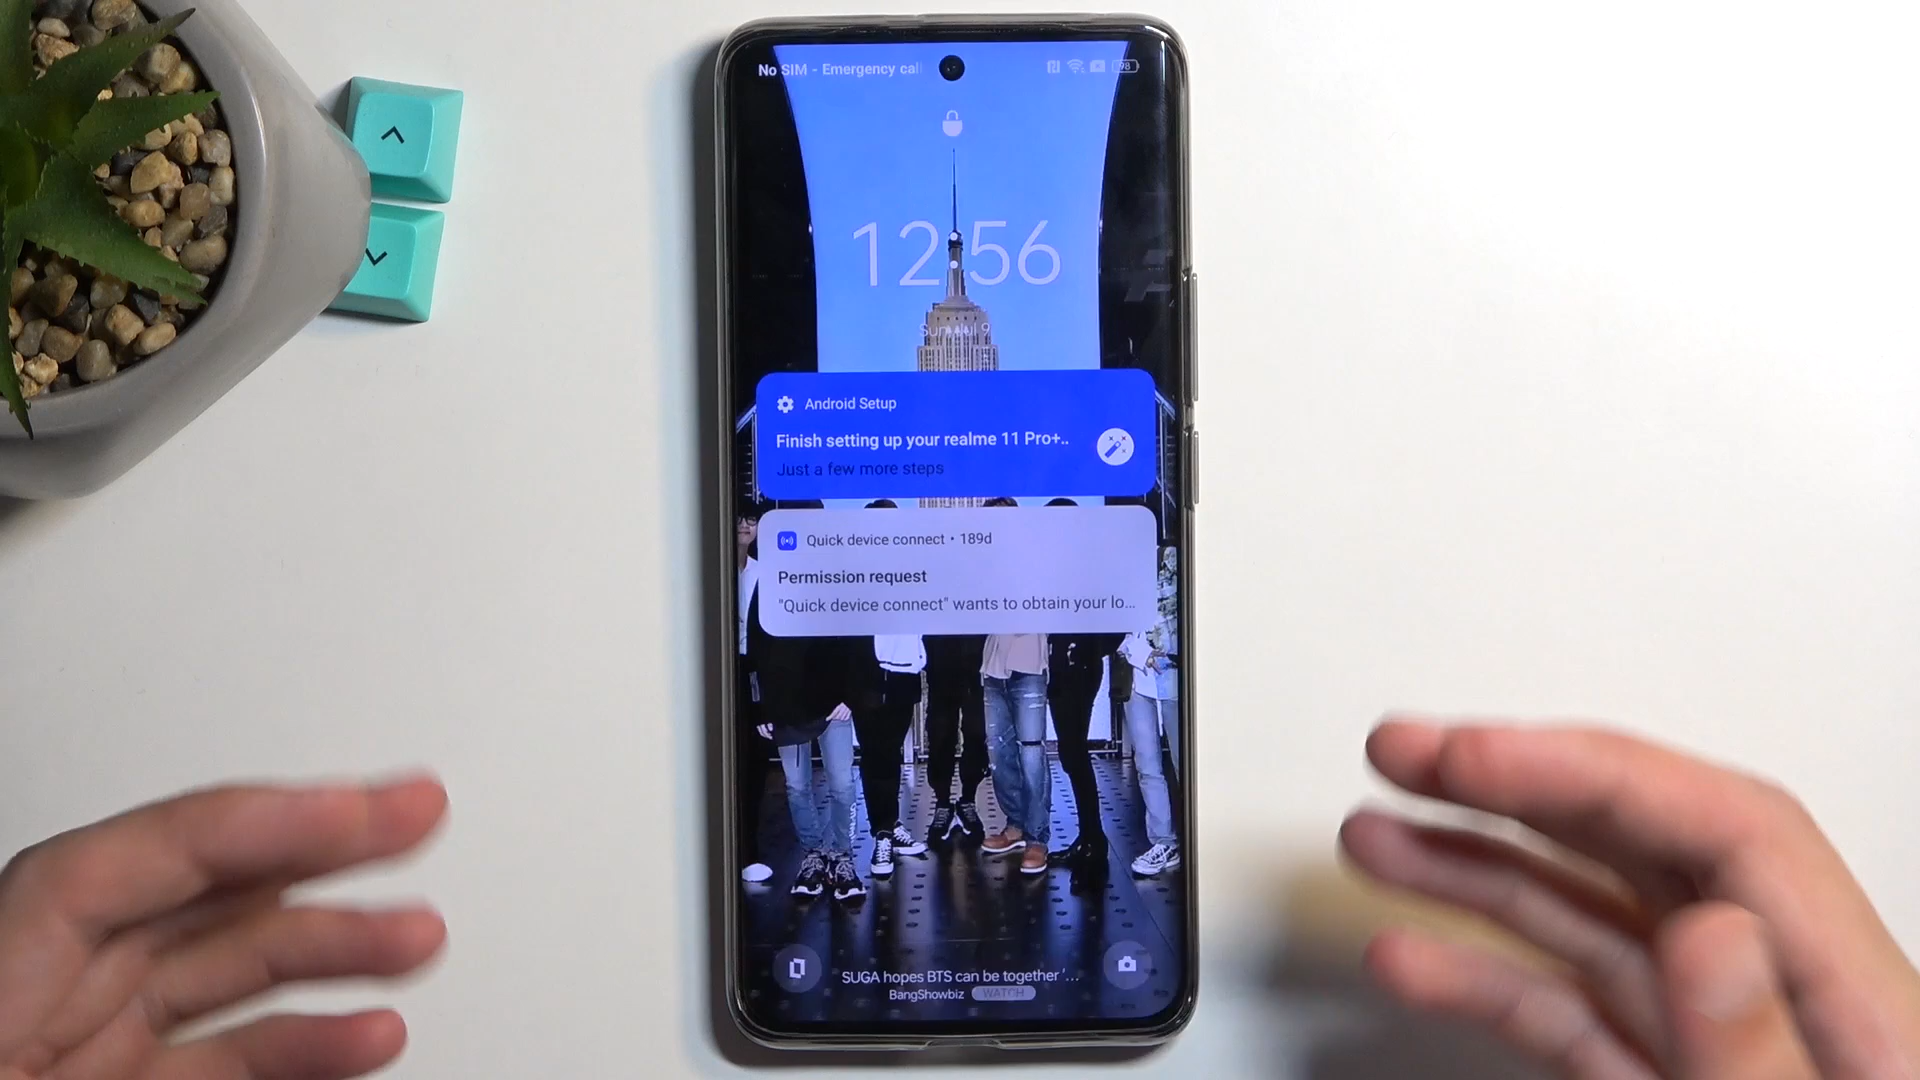 No SIM - Emergency call
98
12:56
Sun, Jul 9
Android Setup
Finish setting up your realme 11 Pro+..
Just a few more steps
Quick device connect • 189d
Permission request
"Quick device connect" wants to obtain your lo...
SUGA hopes BTS can be together '...
BangShowbiz WATCH